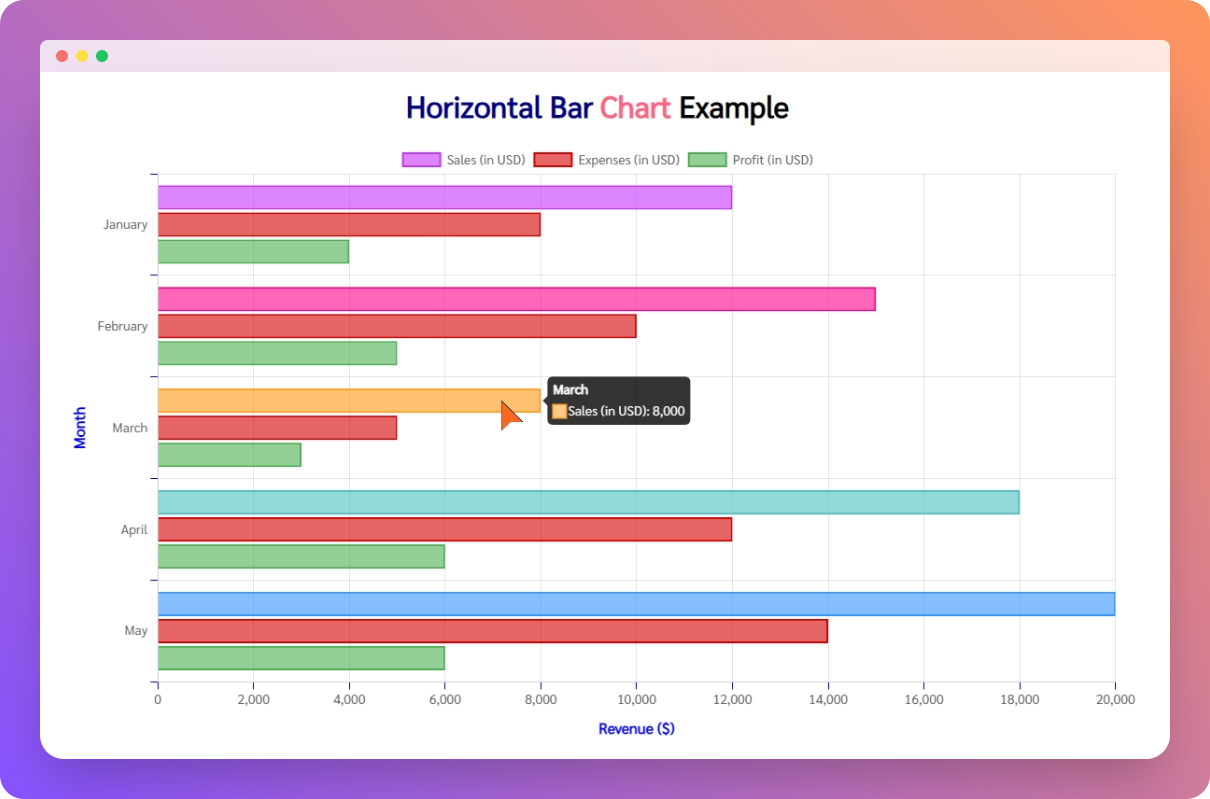 Horizontal Bar Chart Example
Sales (in USD) Expenses (in USD) Profit (in USD)
January
February
March
April
May
Month
March
Sales (in USD): 8,000
0 2,000 4,000 6,000 8,000 10,000 12,000 14,000 16,000 18,000 20,000
Revenue ($)